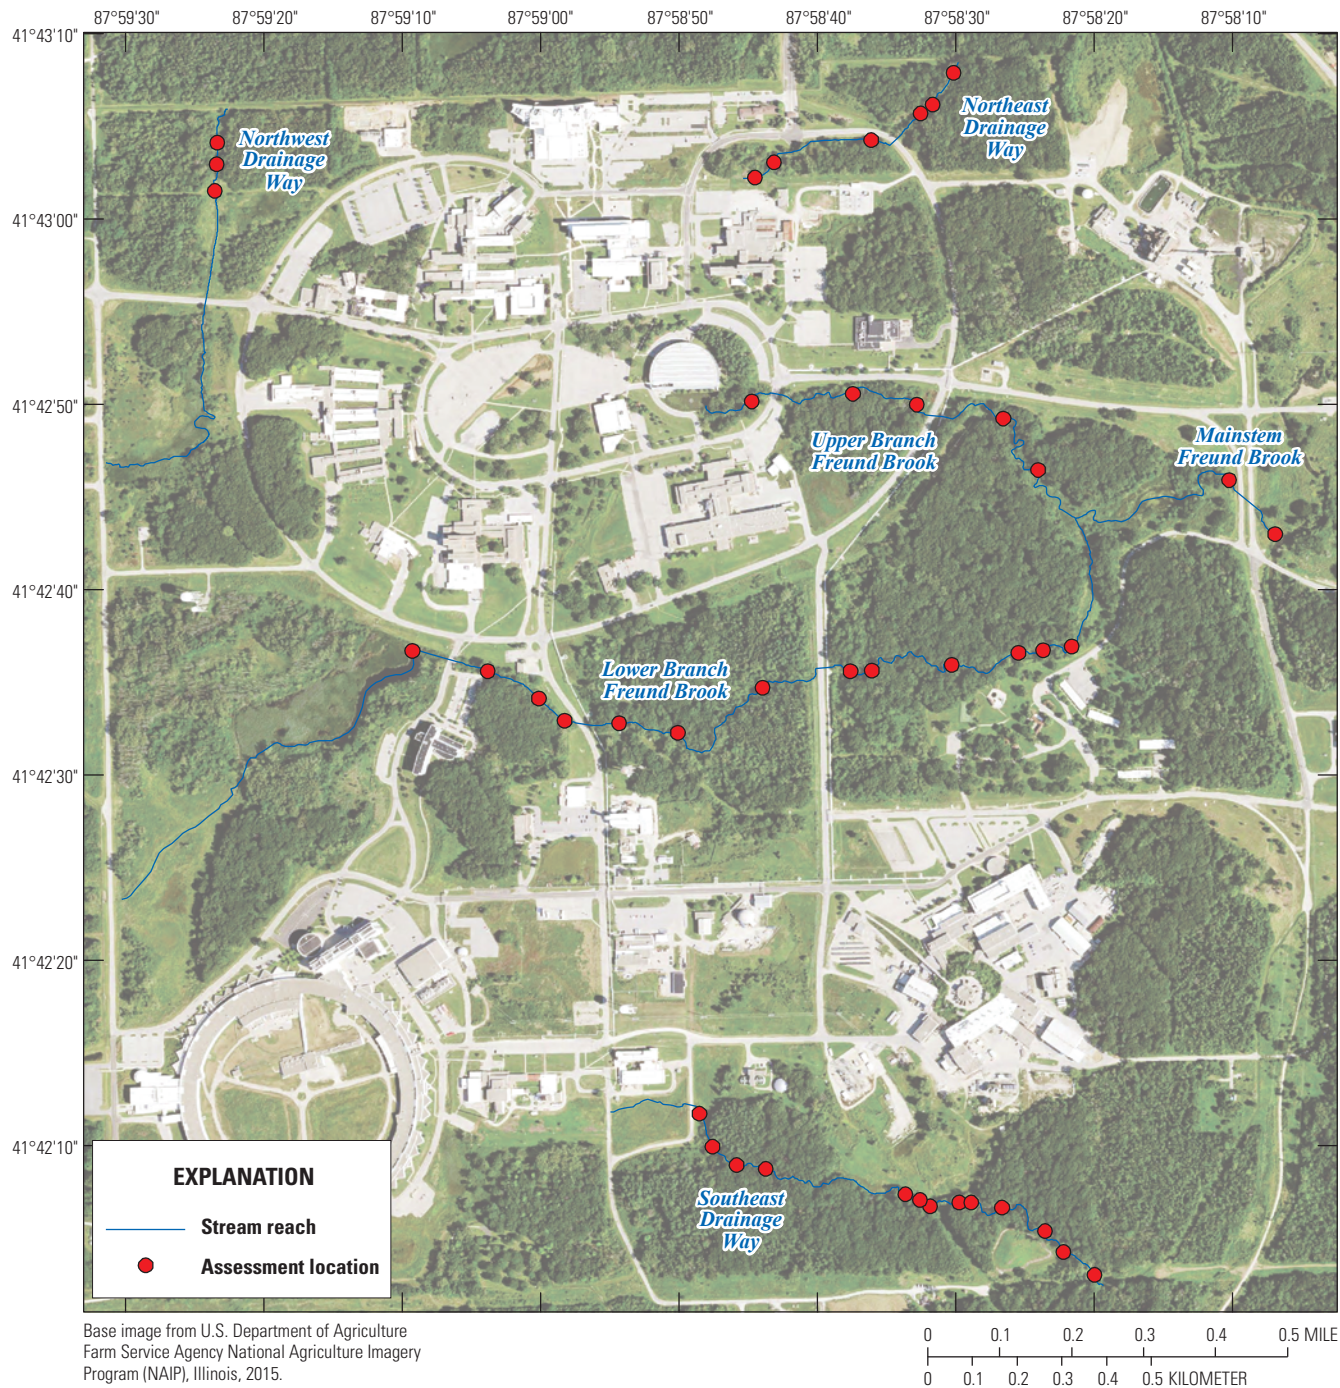 87°59'30" 87°59'20" 87°59'10" 87°59'00" 87°58'50" 87°58'40" 87°58'30" 87°58'20" 87°58'10"
41°43'10"
Northeast
Drainage
Way
Northwest
Drainage
Way
41°43'00"
41°42'50"
Upper Branch
Freund Brook
Mainstem
Freund Brook
41°42'40"
Lower Branch
Freund Brook
41°42'30"
41°42'20"
41°42'10"
Southeast
Drainage
Way
EXPLANATION
Stream reach
Assessment location
Base image from U.S. Department of Agriculture
Farm Service Agency National Agriculture Imagery
Program (NAIP), Illinois, 2015.
0 0.1 0.2 0.3 0.4 0.5 MILE
0 0.1 0.2 0.3 0.4 0.5 KILOMETER